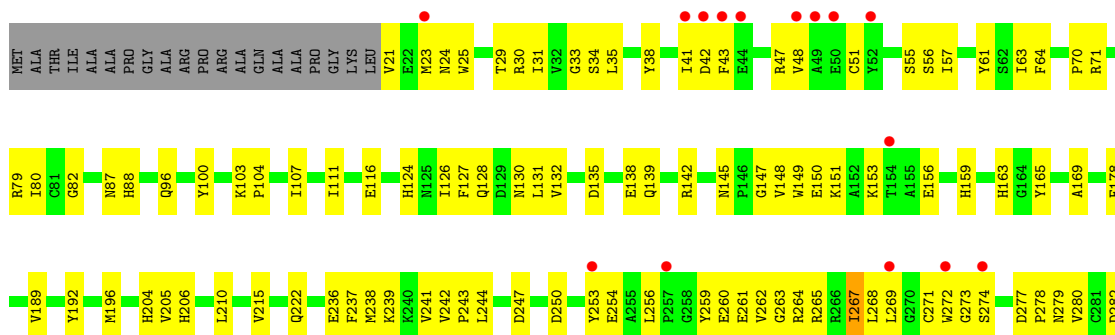 MET ALA THR ILE ALA ALA PRO GLY ALA ARG PRO ARG ALA GLN ALA ALA PRO GLY LYS LEU V21 E22 M23 N24 W25 T29 R30 I31 V32 G33 S34 L35 Y38 I41 D42 F43 E44 R47 V48 A49 E50 C51 Y52 S55 S56 I57 Y61 S62 I63 F64 P70 R71
R79 I80 C81 G82 N87 H88 Q96 Y100 K103 P104 I107 I111 E116 H124 N125 I126 F127 Q128 D129 N130 L131 V132 D135 E138 Q139 R142 N145 P146 G147 V148 W149 E150 K151 A152 K153 T154 A155 E156 H159 H163 G164 Y165 A169
V189 Y192 M196 H204 V205 H206 L210 V215 Q222 E236 F237 M238 K239 K240 V241 V242 P243 L244 D247 D250 Y253 E254 A255 L256 P257 G258 Y259 E260 E261 V262 G263 R264 R265 R266 I267 L268 L269 G270 C271 W272 G273 S274 D277 P278 N279 V280 C281